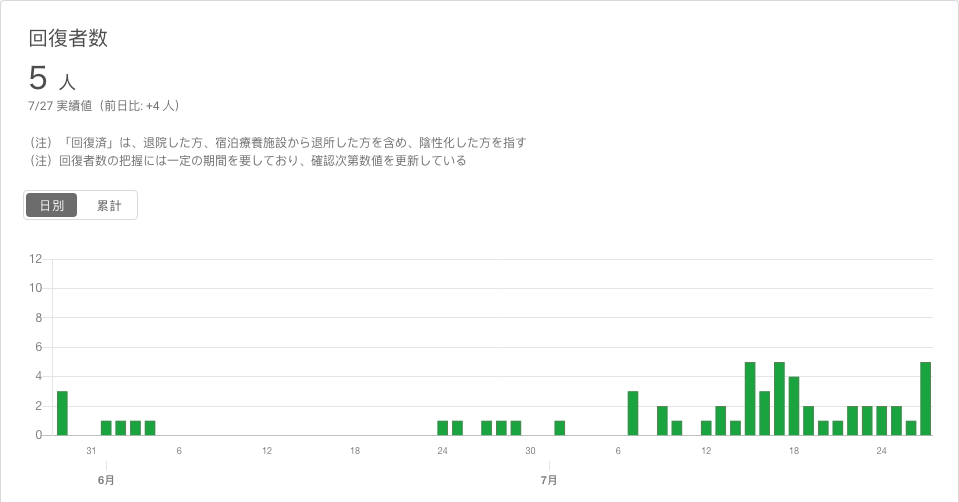 回復者数
5 人
7/27 実績値（前日比: +4 人）
（注）「回復済」は、退院した方、宿泊療養施設から退所した方を含め、陰性化した方を指す
（注）回復者数の把握には一定の期間を要しており、確認次第数値を更新している
日別 累計
12
10
8
6
4
2
0
31 6 12 18 24 30 6 12 18 24
6月 7月